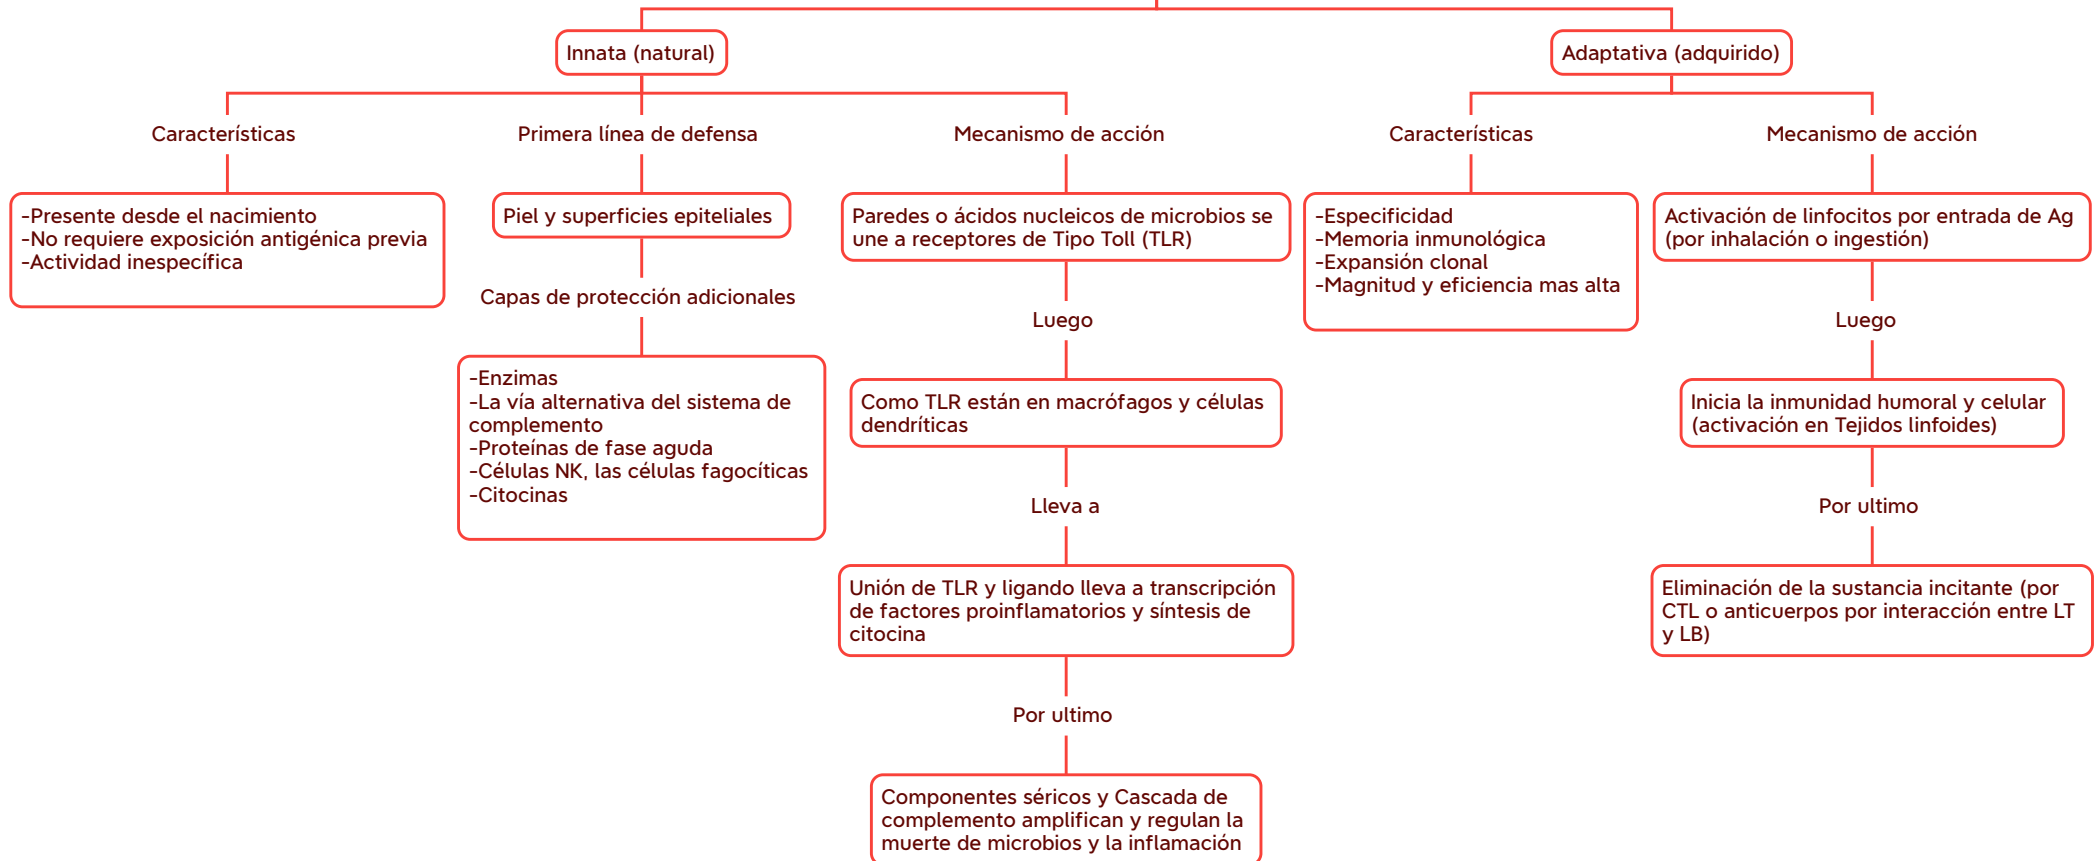 Innata (natural)
Adaptativa (adquirido)
Características
Primera línea de defensa
Mecanismo de acción
Características
Mecanismo de acción
-Presente desde el nacimiento
-No requiere exposición antigénica previa
-Actividad inespecífica
Piel y superficies epiteliales
Capas de protección adicionales
-Enzimas
-La vía alternativa del sistema de
complemento
-Proteínas de fase aguda
-Células NK, las células fagocíticas
-Citocinas
Paredes o ácidos nucleicos de microbios se
une a receptores de Tipo Toll (TLR)
Luego
Como TLR están en macrófagos y células
dendríticas
Lleva a
Unión de TLR y ligando lleva a transcripción
de factores proinflamatorios y síntesis de
citocina
Por ultimo
Componentes séricos y Cascada de
complemento amplifican y regulan la
muerte de microbios y la inflamación
-Especificidad
-Memoria inmunológica
-Expansión clonal
-Magnitud y eficiencia mas alta
Activación de linfocitos por entrada de Ag
(por inhalación o ingestión)
Luego
Inicia la inmunidad humoral y celular
(activación en Tejidos linfoides)
Por ultimo
Eliminación de la sustancia incitante (por
CTL o anticuerpos por interacción entre LT
y LB)